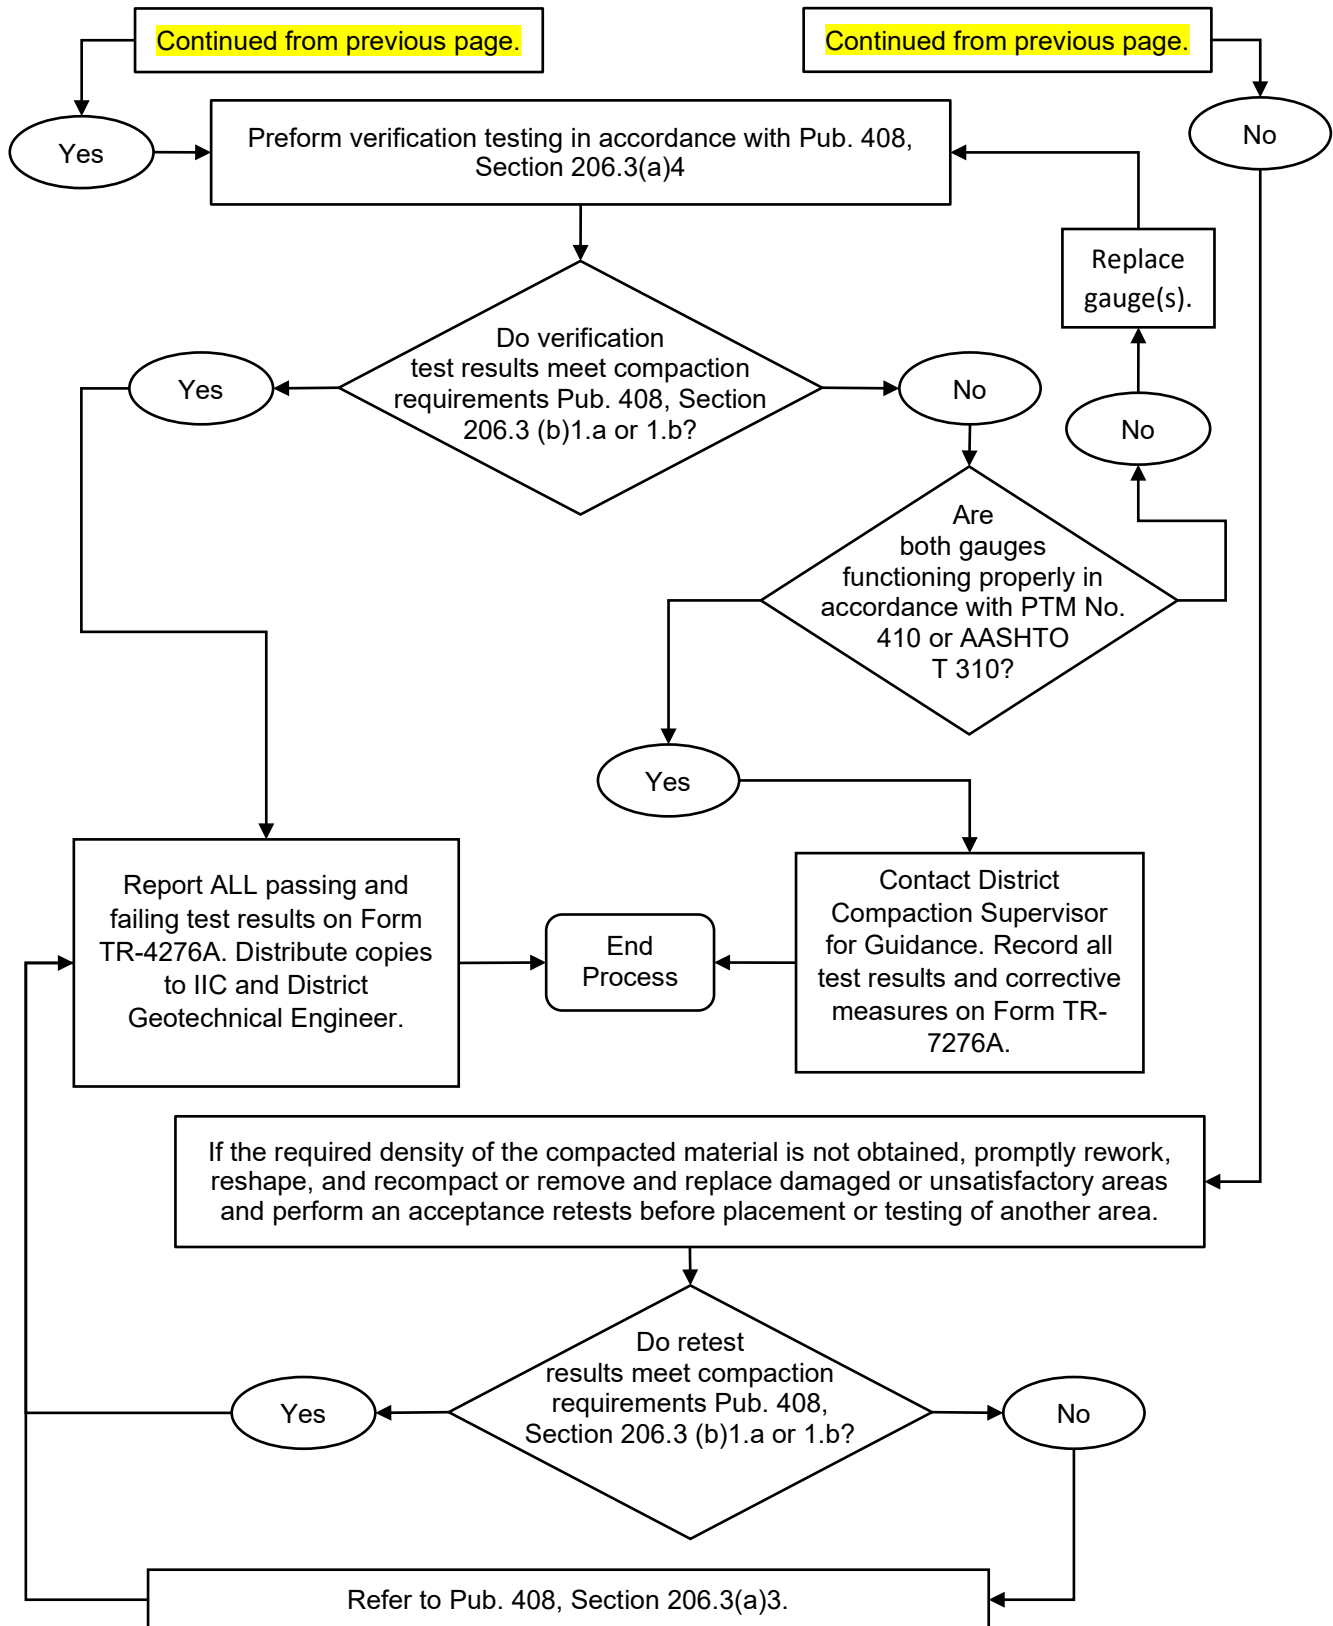 Continued from previous page.
Continued from previous page.
Yes
Preform verification testing in accordance with Pub. 408,
Section 206.3(a)4
No
Replace
gauge(s).
Do verification
test results meet compaction
requirements Pub. 408, Section
206.3 (b)1.a or 1.b?
Yes
No
No
Are
both gauges
functioning properly in
accordance with PTM No.
410 or AASHTO
T 310?
Yes
Report ALL passing and
failing test results on Form
TR-4276A. Distribute copies
to IIC and District
Geotechnical Engineer.
End
Process
Contact District
Compaction Supervisor
for Guidance. Record all
test results and corrective
measures on Form TR-
7276A.
If the required density of the compacted material is not obtained, promptly rework,
reshape, and recompact or remove and replace damaged or unsatisfactory areas
and perform an acceptance retests before placement or testing of another area.
Do retest
results meet compaction
requirements Pub. 408,
Section 206.3 (b)1.a or 1.b?
Yes
No
Refer to Pub. 408, Section 206.3(a)3.